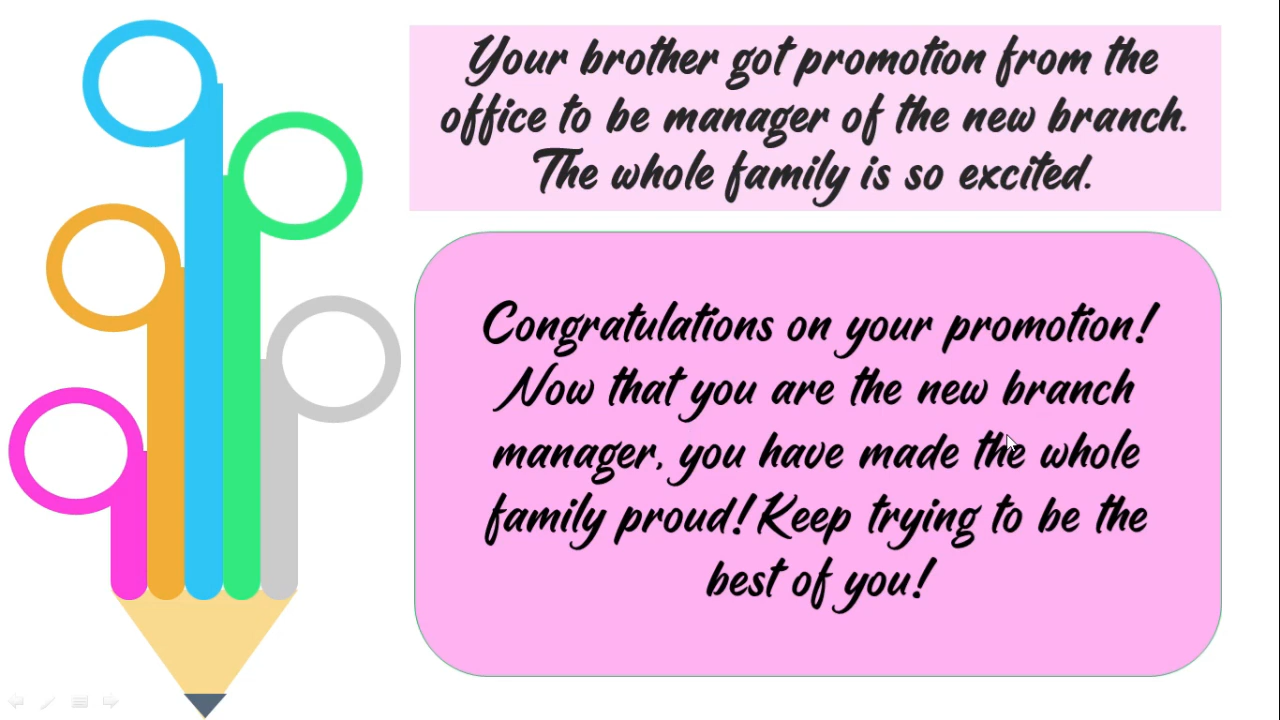 Your brother got promotion from the
office to be manager of the new branch.
The whole family is so excited.
Congratulations on your promotion!
Now that you are the new branch
manager, you have made the whole
family proud! Keep trying to be the
best of you!